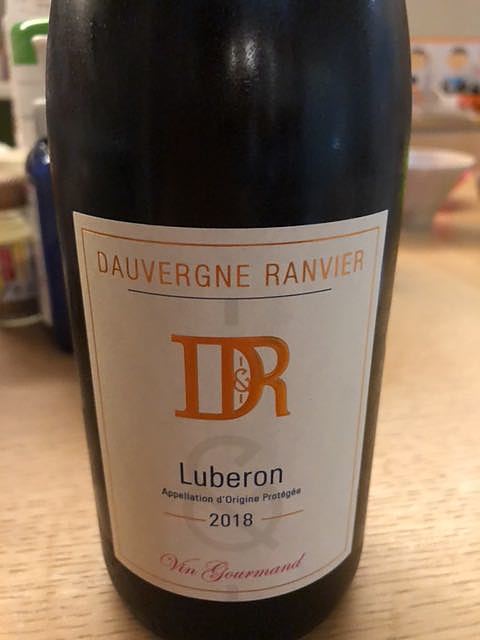 DAUVERGNE RANVIER
D&R
Luberon
Appellation d'Origine Protégée
2018
Vin Gourmand